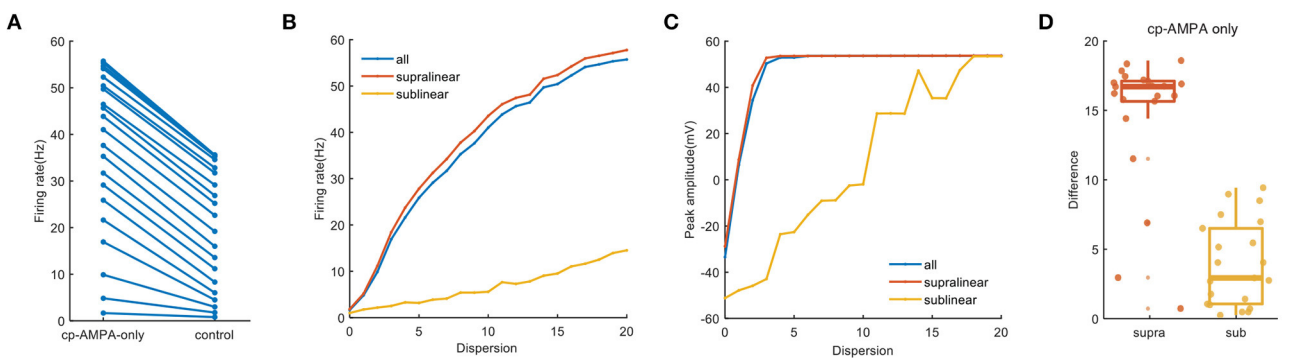 A
Firing rate(Hz)
60
50
40
30
20
10
0
cp-AMPA-only
control
B
Firing rate(Hz)
60
50
40
30
20
10
0
all
supralinear
sublinear
0
5
10
15
20
Dispersion
C
Peak amplitude(mV)
60
40
20
0
-20
-40
-60
all
supralinear
sublinear
0
5
10
15
20
Dispersion
D
cp-AMPA only
Difference
20
15
10
5
0
supra
sub